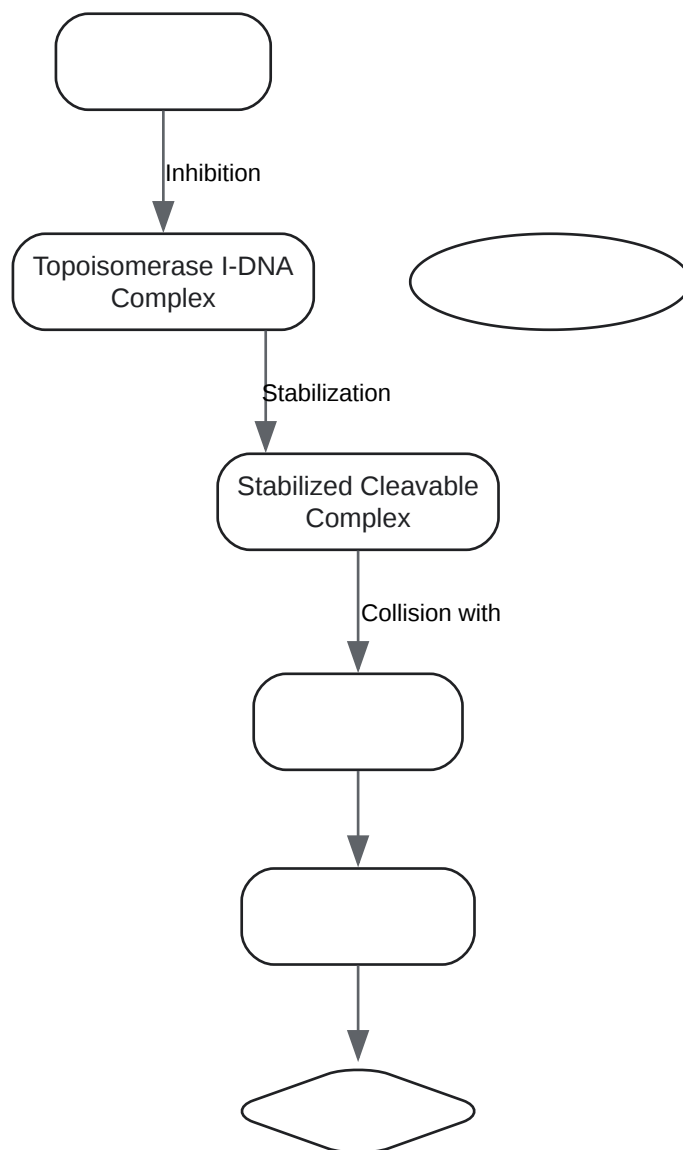 Inhibition
Topoisomerase I-DNA
Complex
Stabilization
Stabilized Cleavable
Complex
Collision with